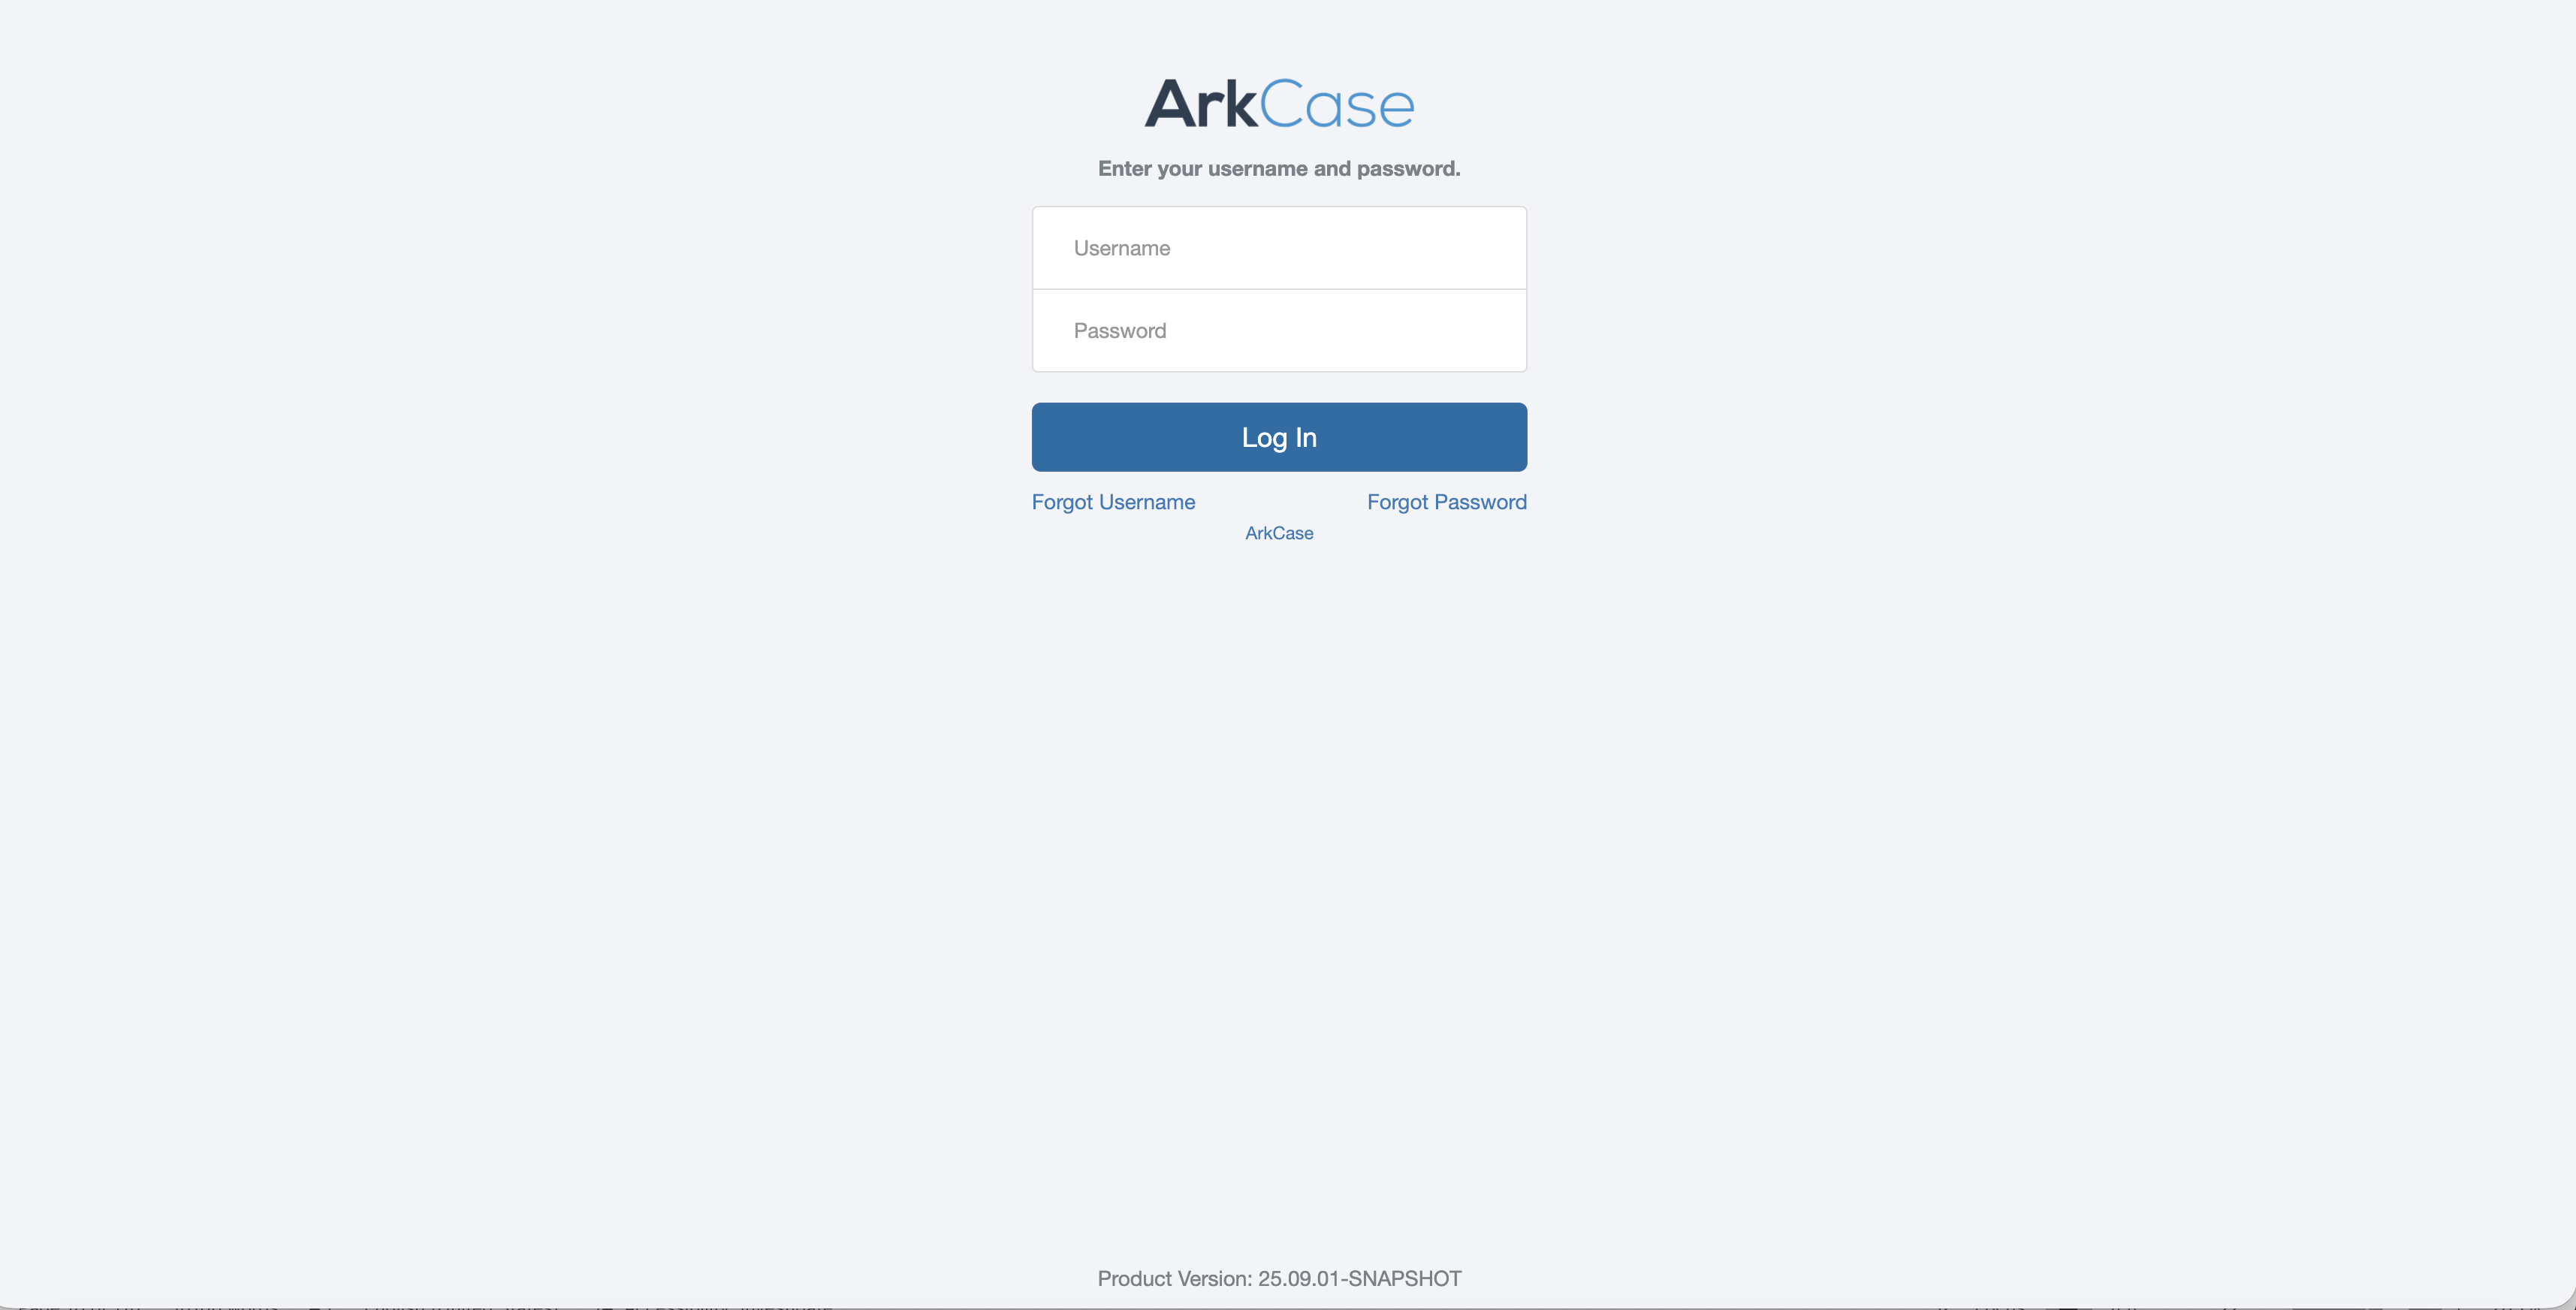 ArkCase
Enter your username and password.
Username
Password
Log In
Forgot Username Forgot Password
ArkCase
Product Version: 25.09.01-SNAPSHOT